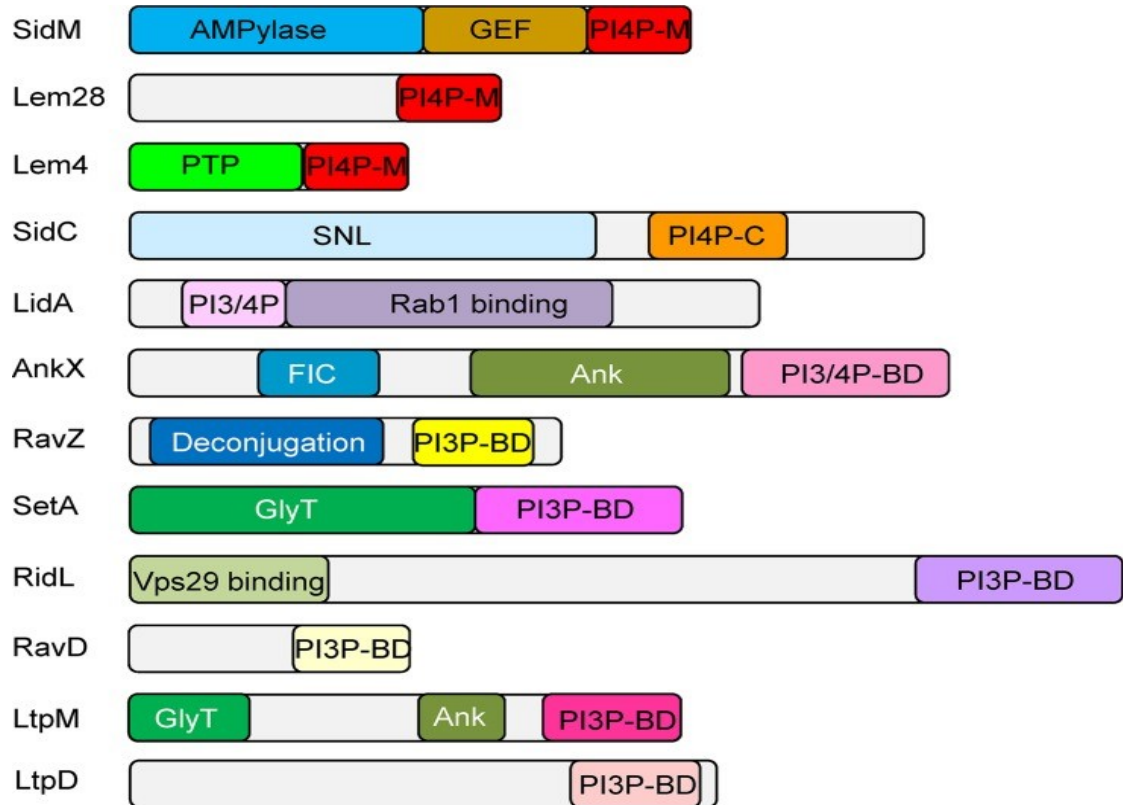 SidM AMPylase GEF PI4P-M
Lem28 PI4P-M
Lem4 PTP PI4P-M
SidC SNL PI4P-C
LidA PI3/4P Rab1 binding
AnkX FIC Ank PI3/4P-BD
RavZ Deconjugation PI3P-BD
SetA GlyT PI3P-BD
RidL Vps29 binding PI3P-BD
RavD PI3P-BD
LtpM GlyT Ank PI3P-BD
LtpD PI3P-BD